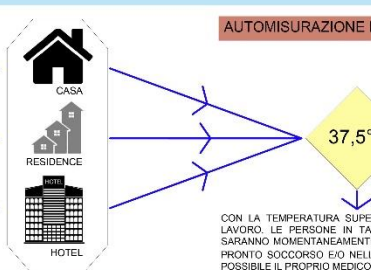 AUTOMISURAZIONE
CASA
RESIDENCE
HOTEL
HOTEL
37,5°
CON LA TEMPERATURA SUPE
LAVORO. LE PERSONE IN TA
SARANNO MOMENTANEAMENT
PRONTO SOCCORSO E/O NELL
POSSIBILE IL PROPRIO MEDICO